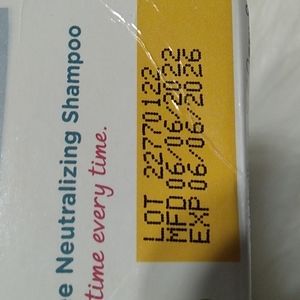 e Neutralizing Shampoo
time every time.
LOT 22770122
MFD 06/06/2022
EXP 06/06/2026